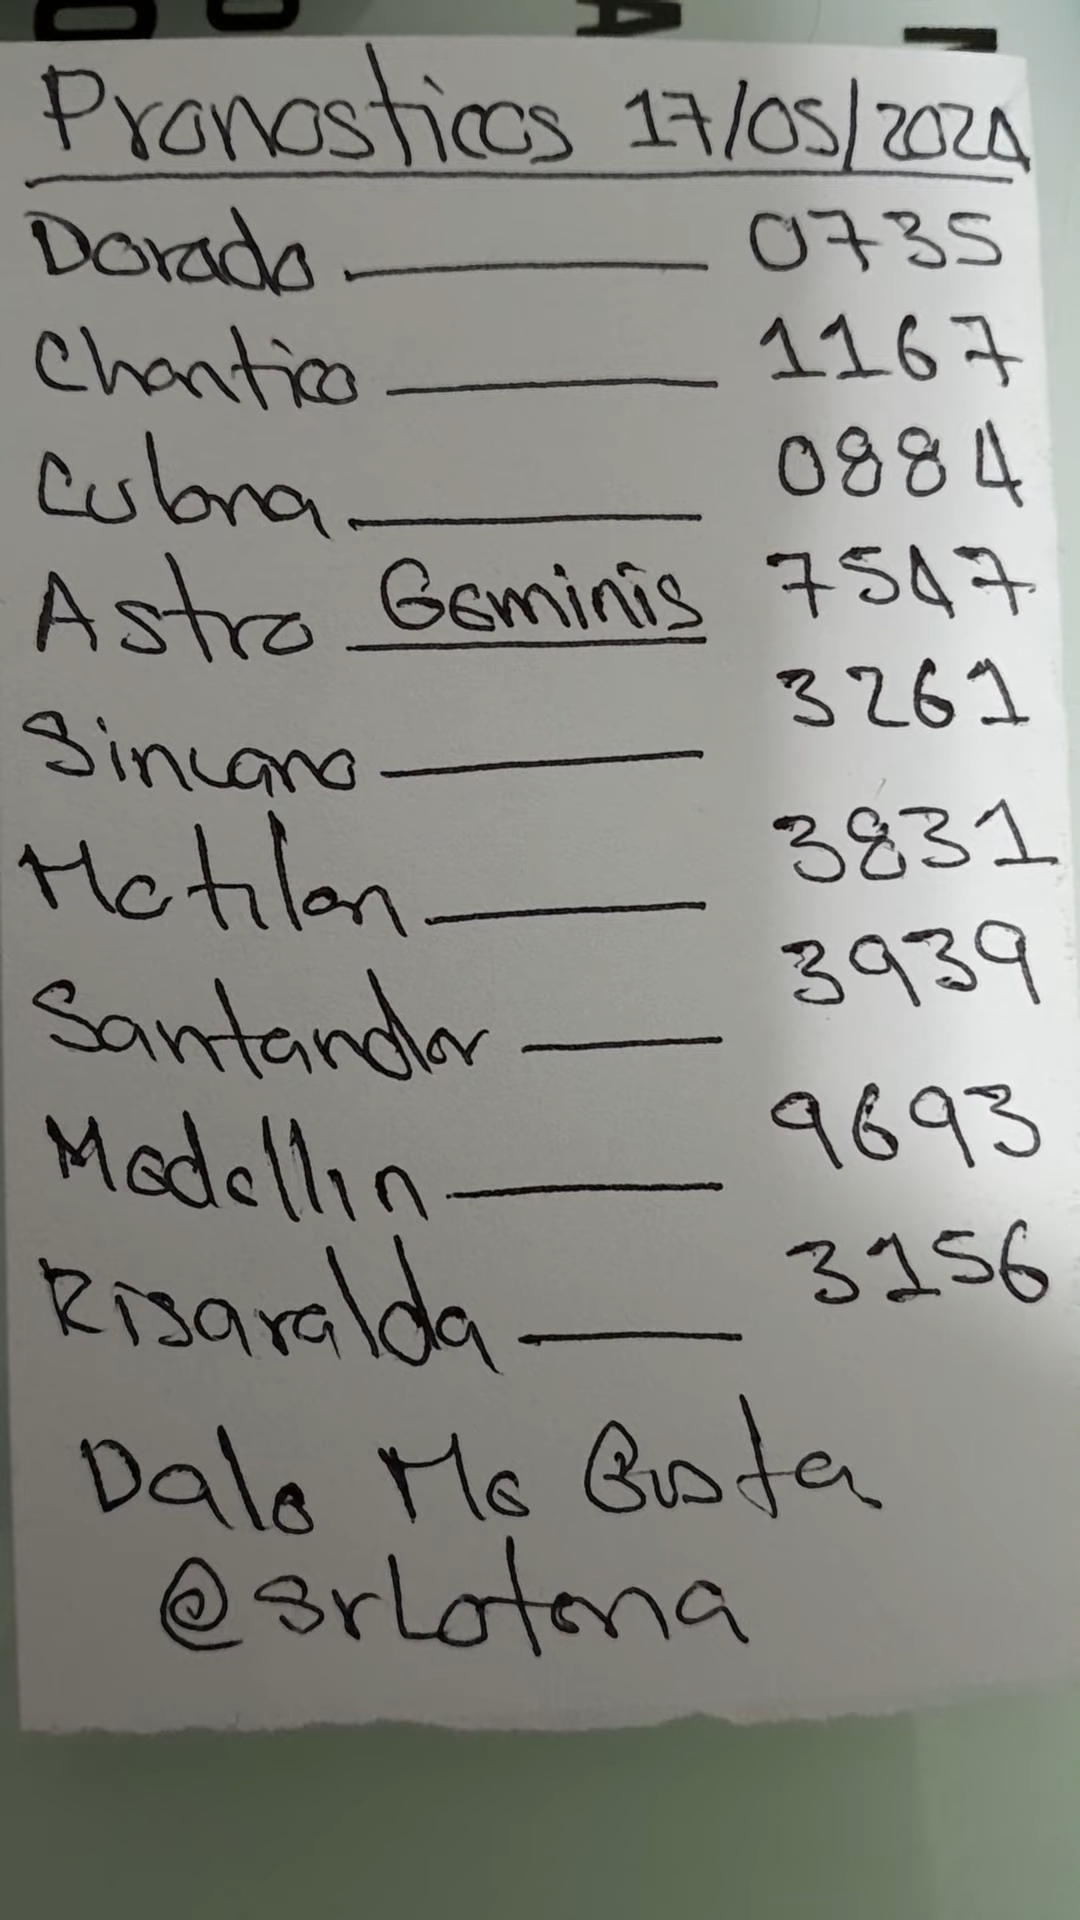 Pronosticos 17/05/2024
Dorado 0735
Chontico 1167
Culona 0884
Astro Geminis 7547
Sinuano 3261
Motilon 3831
Santander 3939
Medellin 9693
Risaralda 3156
Dale Me Gusta
@srLoteria